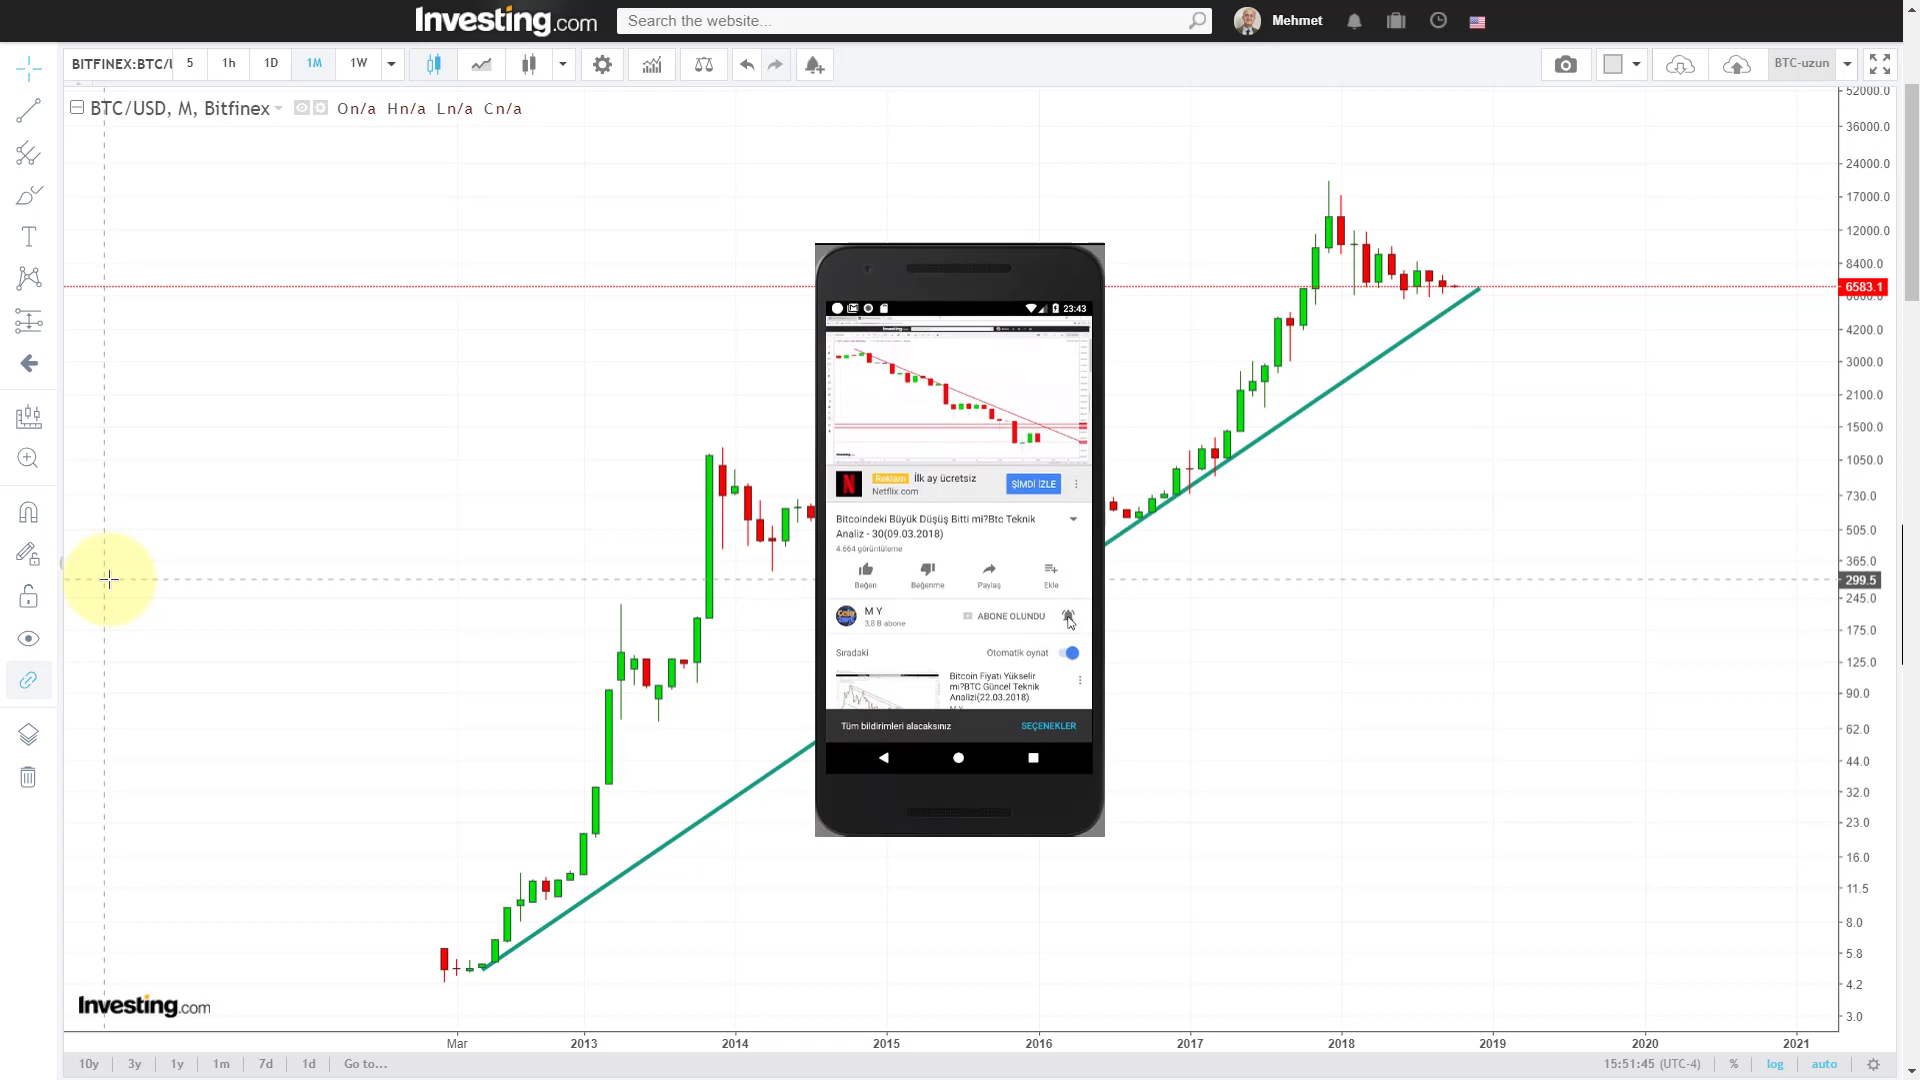 Investing.com
Search the website...
Mehmet
BITFINEX:BTC/U
5
1h
1D
1M
1W
BTC-uzun
BTC/USD, M, Bitfinex
On/a Hn/a Ln/a Cn/a
52000.0
36000.0
24000.0
17000.0
12000.0
8400.0
6583.1
6000.0
4200.0
3000.0
2100.0
1500.0
1050.0
730.0
505.0
365.0
299.5
245.0
175.0
125.0
90.0
62.0
44.0
32.0
23.0
16.0
11.5
8.0
5.8
4.2
3.0
23:43
Reklam İlk ay ücretsiz
Netflix.com
ŞİMDİ İZLE
Bitcoindeki Büyük Düşüş Bitti mi?Btc Teknik
Analiz - 30(09.03.2018)
4.664 görüntüleme
Beğen
Beğenme
Paylaş
Ekle
M Y
3,8 B abone
ABONE OLUNDU
Sıradaki
Otomatik oynat
Bitcoin Fiyatı Yükselir
mi?BTC Güncel Teknik
Analizi(22.03.2018)
M Y
Tüm bildirimleri alacaksınız
SEÇENEKLER
Investing.com
Mar
2013
2014
2015
2016
2017
2018
2019
2020
2021
10y
3y
1y
1m
7d
1d
Go to...
15:51:45 (UTC-4)
%
log
auto